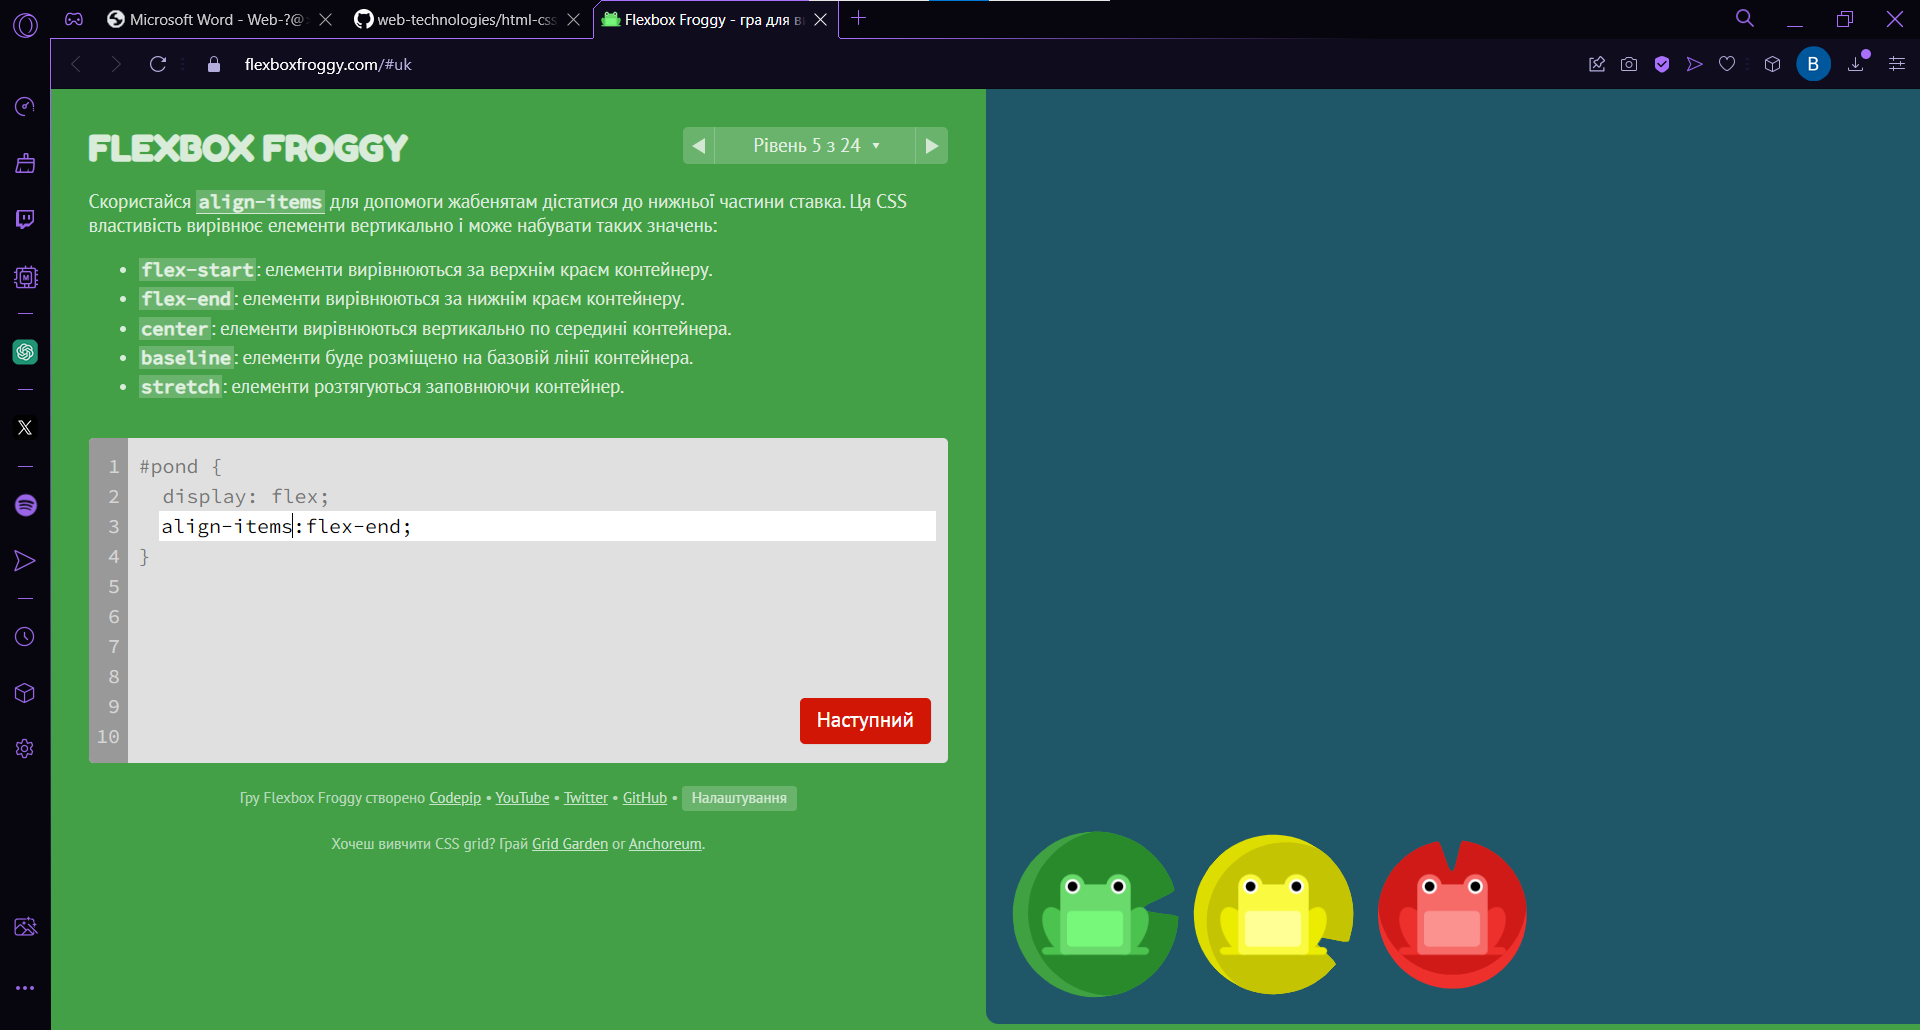 Microsoft Word - Web-?@
web-technologies/html-css
Flexbox Froggy - гра для в
flexboxfroggy.com/#uk
B
FLEXBOX FROGGY
Рівень 5 з 24
Скористайся align-items для допомоги жабенятам дістатися до нижньої частини ставка. Ця CSS
властивість вирівнює елементи вертикально і може набувати таких значень:
flex-start: елементи вирівнюються за верхнім краєм контейнеру.
flex-end: елементи вирівнюються за нижнім краєм контейнеру.
center: елементи вирівнюються вертикально по середині контейнера.
baseline: елементи буде розміщено на базовій лінії контейнера.
stretch: елементи розтягуються заповнюючи контейнер.
1 #pond {
2 display: flex;
3 align-items:flex-end;
4 }
5
6
7
8
9
10
Наступний
Гру Flexbox Froggy створено Codepip • YouTube • Twitter • GitHub • Налаштування
Хочеш вивчити CSS grid? Грай Grid Garden or Anchoreum.